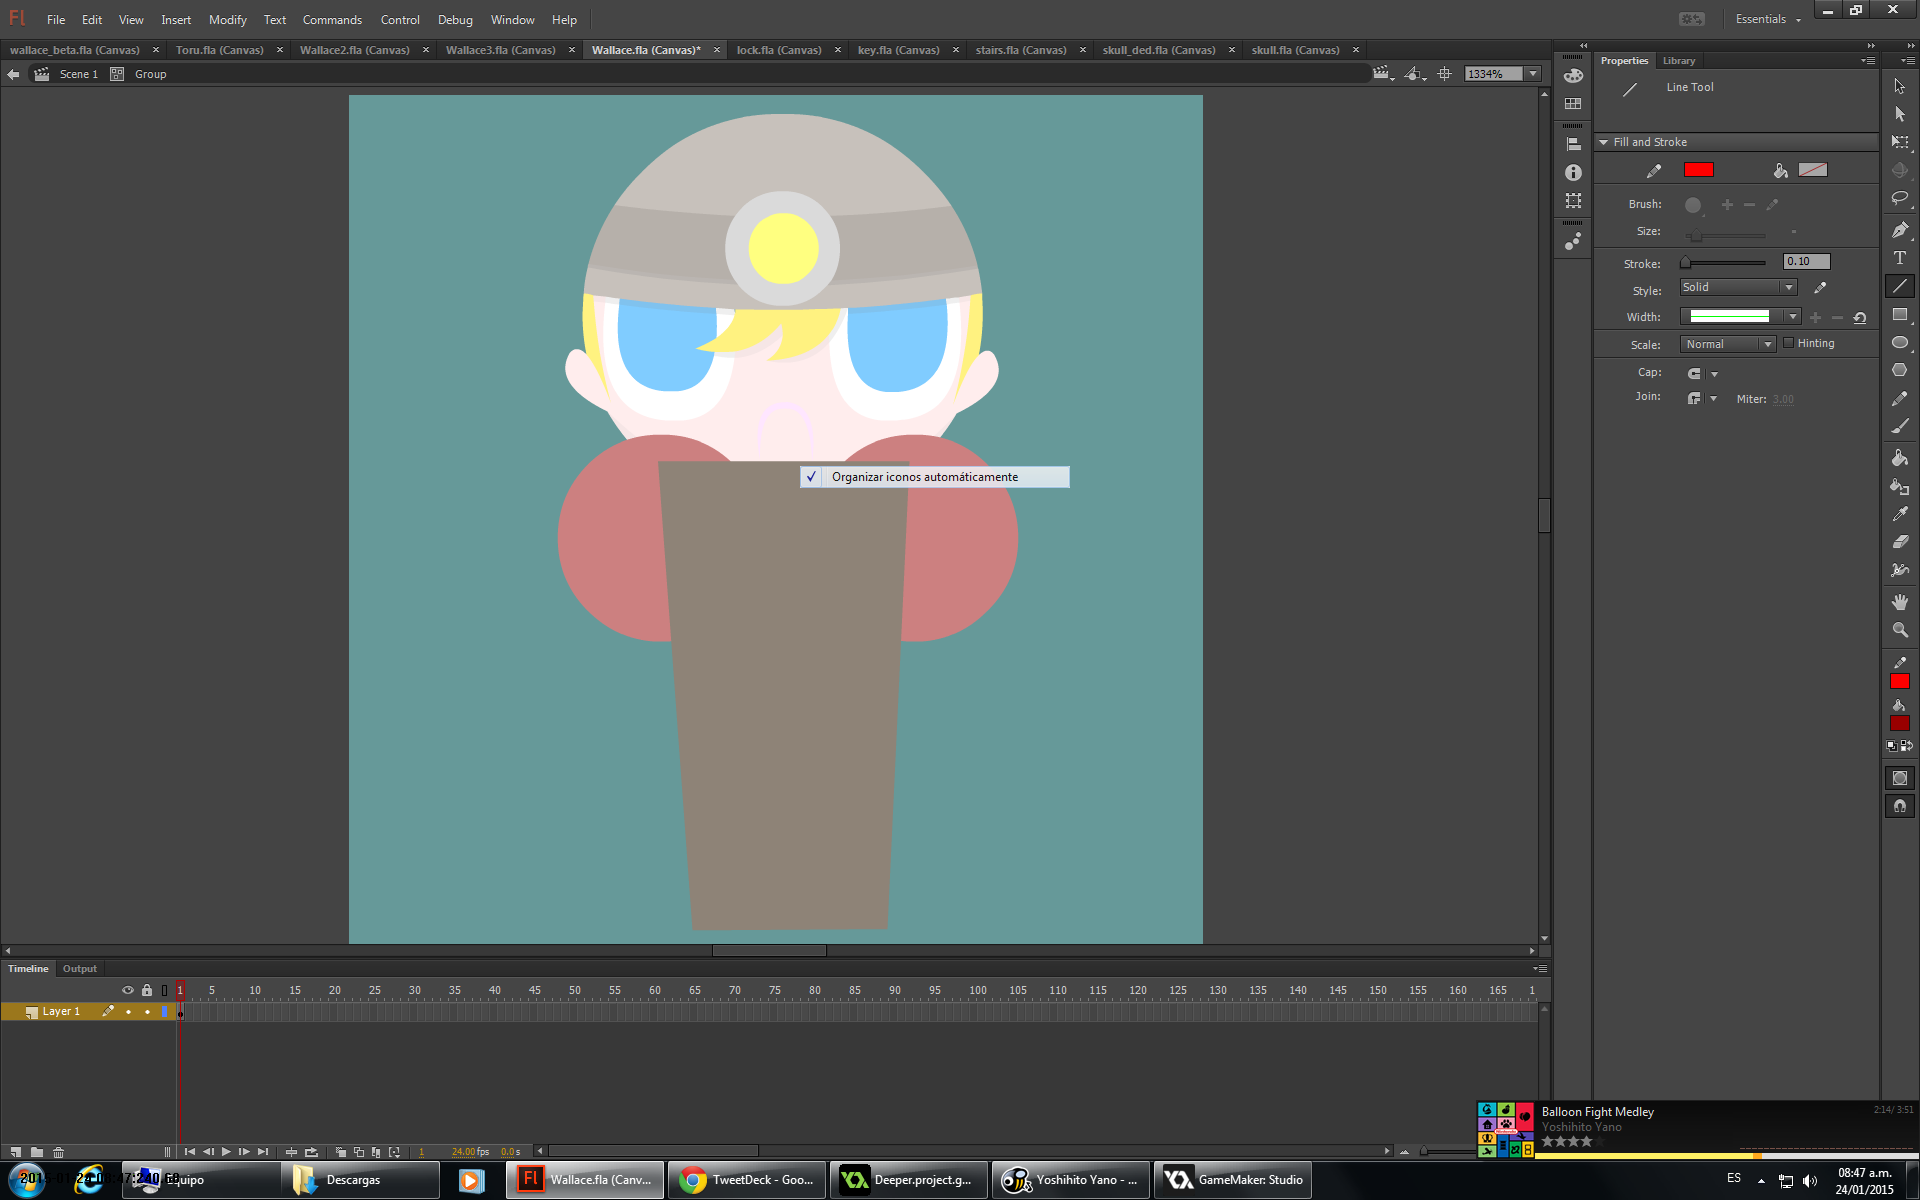 Fl File Edit View Insert Modify Text Commands Control Debug Window Help Essentials
wallace_beta.fla (Canvas) Toru.fla (Canvas) Wallace2.fla (Canvas) Wallace3.fla (Canvas) Wallace.fla (Canvas)* lock.fla (Canvas) key.fla (Canvas) stairs.fla (Canvas) skull_ded.fla (Canvas) skull.fla (Canvas)
Scene 1 Group 1334%
Properties Library
Line Tool
Fill and Stroke
Brush:
Size:
Stroke: 0.10
Style: Solid
Width:
Scale: Normal Hinting
Cap:
Join: Miter: 3.00
Organizar iconos automáticamente
Timeline Output
1 5 10 15 20 25 30 35 40 45 50 55 60 65 70 75 80 85 90 95 100 105 110 115 120 125 130 135 140 145 150 155 160 165 1
Layer 1
1 24.00 fps 0.0 s
Balloon Fight Medley 2:14/ 3:51
Yoshihito Yano
Equipo Descargas Fl Wallace.fla (Canv... TweetDeck - Goo... Deeper.project.g... Yoshihito Yano - ... GameMaker: Studio ES 08:47 a.m.
24/01/2015